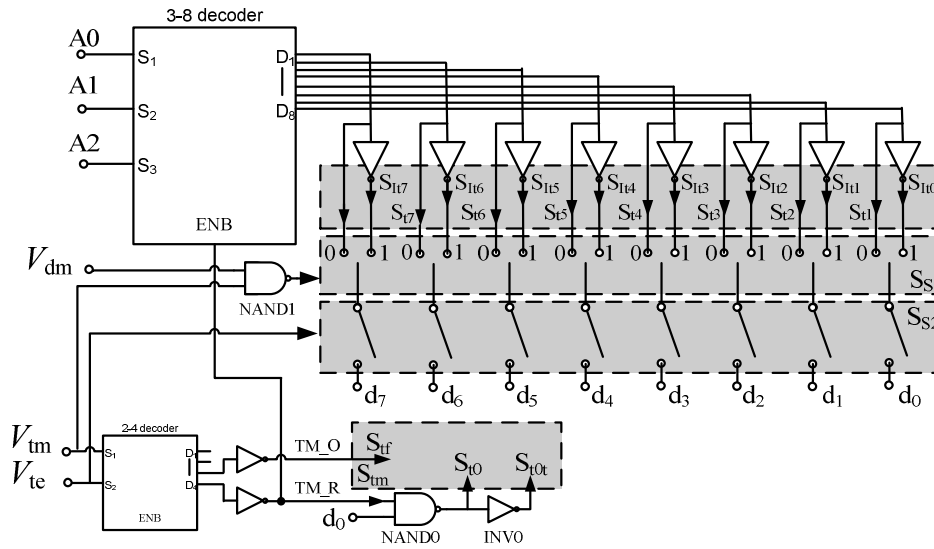 3-8 decoder
A0 S1 D1
A1 S2 D8
A2 S3
ENB
SIt7 SIt6 SIt5 SIt4 SIt3 SIt2 SIt1 SIt0
St7 St6 St5 St4 St3 St2 St1
0 1 0 1 0 1 0 1 0 1 0 1 0 1 0 1
Vdm
NAND1
SS
SS2
d7 d6 d5 d4 d3 d2 d1 d0
Vtm
Vte
2-4 decoder
S1 D1
S2 D4
ENB
TM_O
TM_R
Stf
Stm
St0 St0t
d0
NAND0 INV0